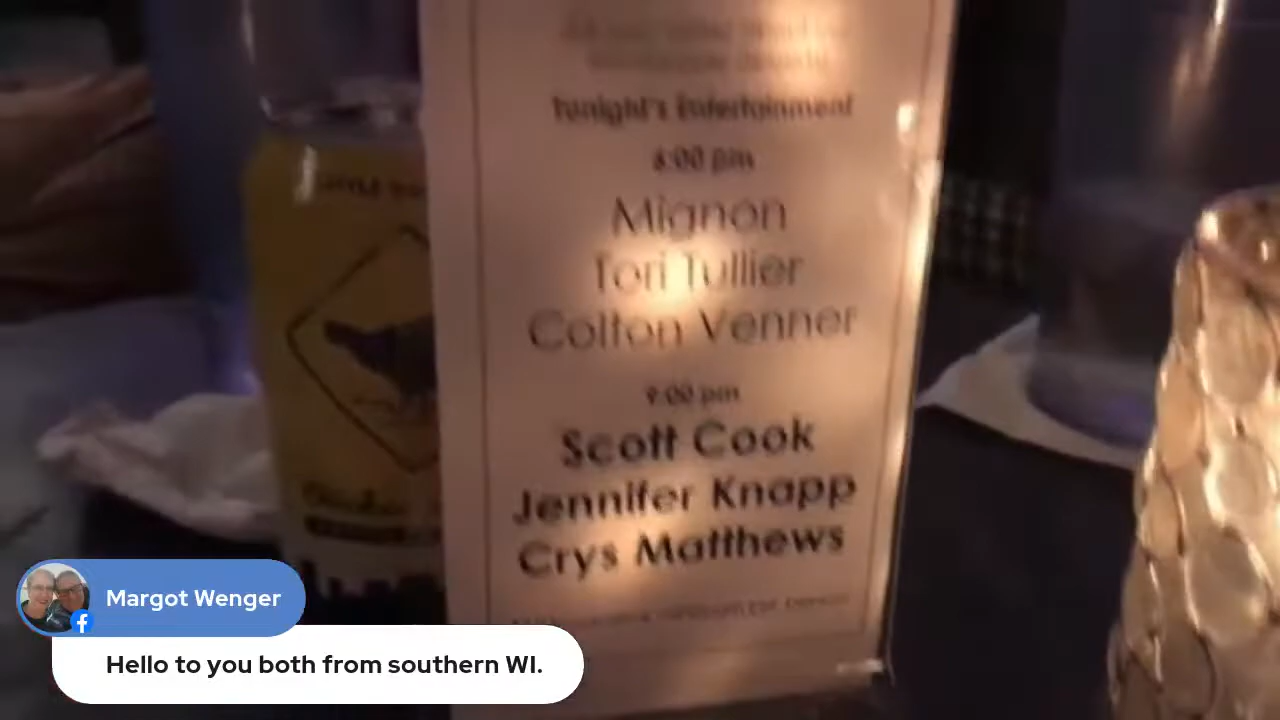 Tonight's Entertainment
6:00 pm
Mignon
Tori Tullier
Colton Venner
9:00 pm
Scott Cook
Jennifer Knapp
Crys Matthews
Margot Wenger
Hello to you both from southern WI.